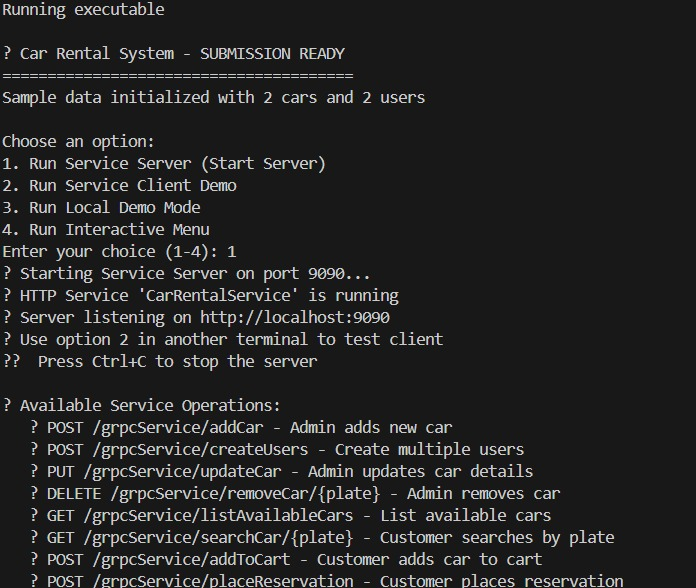 Running executable
? Car Rental System - SUBMISSION READY
=======================================
Sample data initialized with 2 cars and 2 users
Choose an option:
1. Run Service Server (Start Server)
2. Run Service Client Demo
3. Run Local Demo Mode
4. Run Interactive Menu
Enter your choice (1-4): 1
? Starting Service Server on port 9090...
? HTTP Service 'CarRentalService' is running
? Server listening on http://localhost:9090
? Use option 2 in another terminal to test client
??  Press Ctrl+C to stop the server
? Available Service Operations:
   ? POST /grpcService/addCar - Admin adds new car
   ? POST /grpcService/createUsers - Create multiple users
   ? PUT /grpcService/updateCar - Admin updates car details
   ? DELETE /grpcService/removeCar/{plate} - Admin removes car
   ? GET /grpcService/listAvailableCars - List available cars
   ? GET /grpcService/searchCar/{plate} - Customer searches by plate
   ? POST /grpcService/addToCart - Customer adds car to cart
   ? POST /grpcService/placeReservation - Customer places reservation